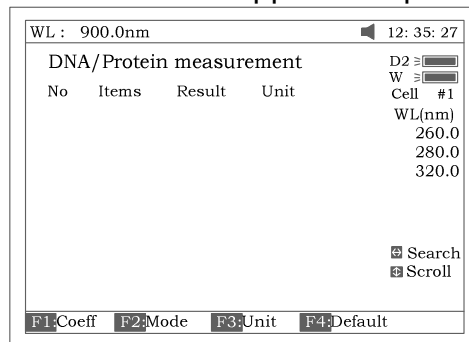 WL : 900.0nm 12: 35: 27
DNA/Protein measurement
D2
W
No Items Result Unit
Cell #1
WL(nm)
260.0
280.0
320.0
Search
Scroll
F1:Coeff F2:Mode F3:Unit F4:Default